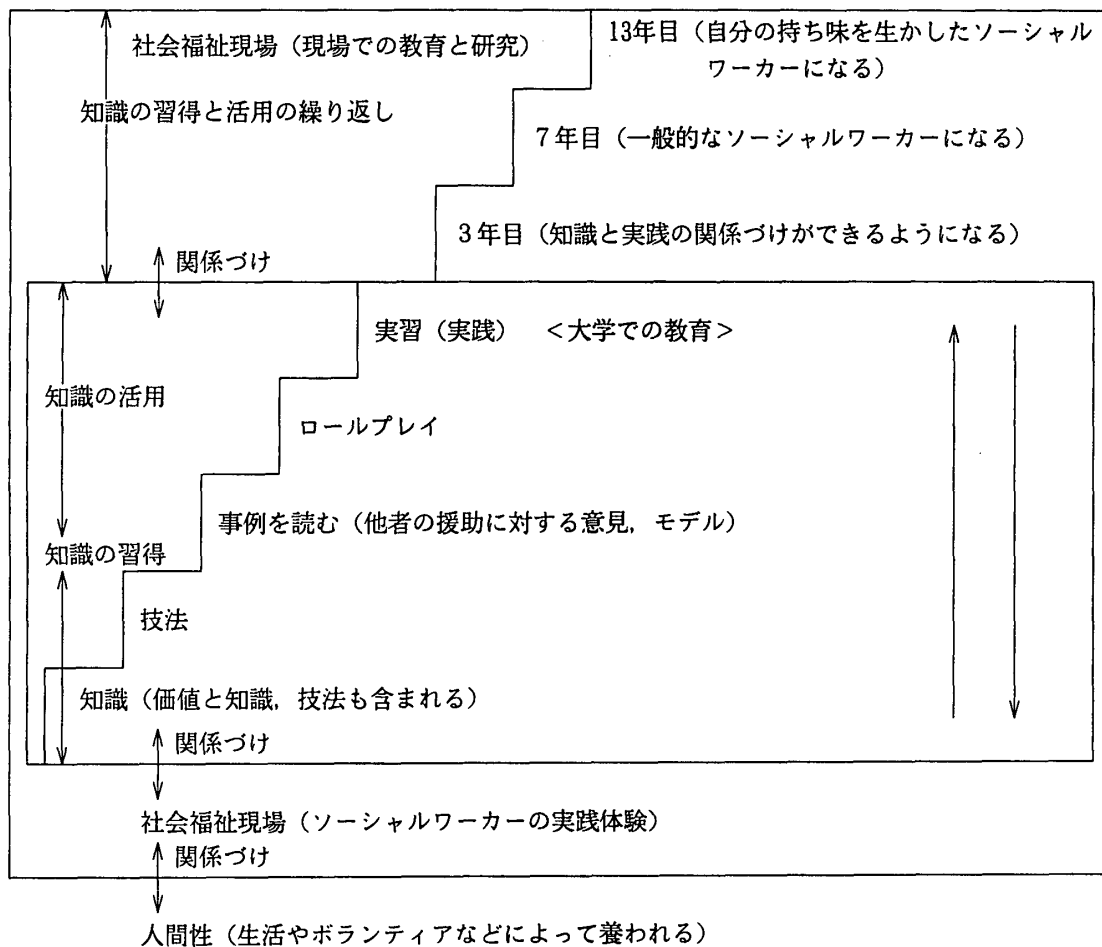 13年目（自分の持ち味を生かしたソーシャル
ワーカーになる）
社会福祉現場（現場での教育と研究）
知識の習得と活用の繰り返し
7年目（一般的なソーシャルワーカーになる）
3年目（知識と実践の関係づけができるようになる）
関係づけ
実習（実践）　＜大学での教育＞
知識の活用
ロールプレイ
事例を読む（他者の援助に対する意見，モデル）
知識の習得
技法
知識（価値と知識，技法も含まれる）
関係づけ
社会福祉現場（ソーシャルワーカーの実践体験）
関係づけ
人間性（生活やボランティアなどによって養われる）